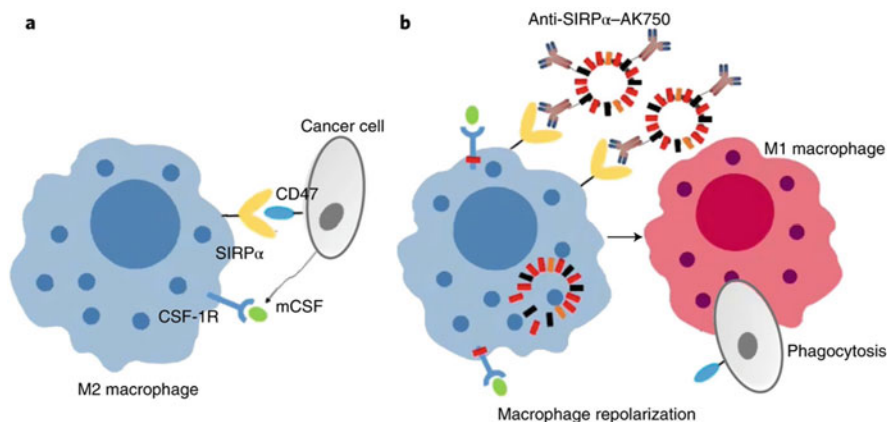 a
Cancer cell
CD47
SIRPα
CSF-1R
mCSF
M2 macrophage
b
Anti-SIRPα–AK750
M1 macrophage
Phagocytosis
Macrophage repolarization